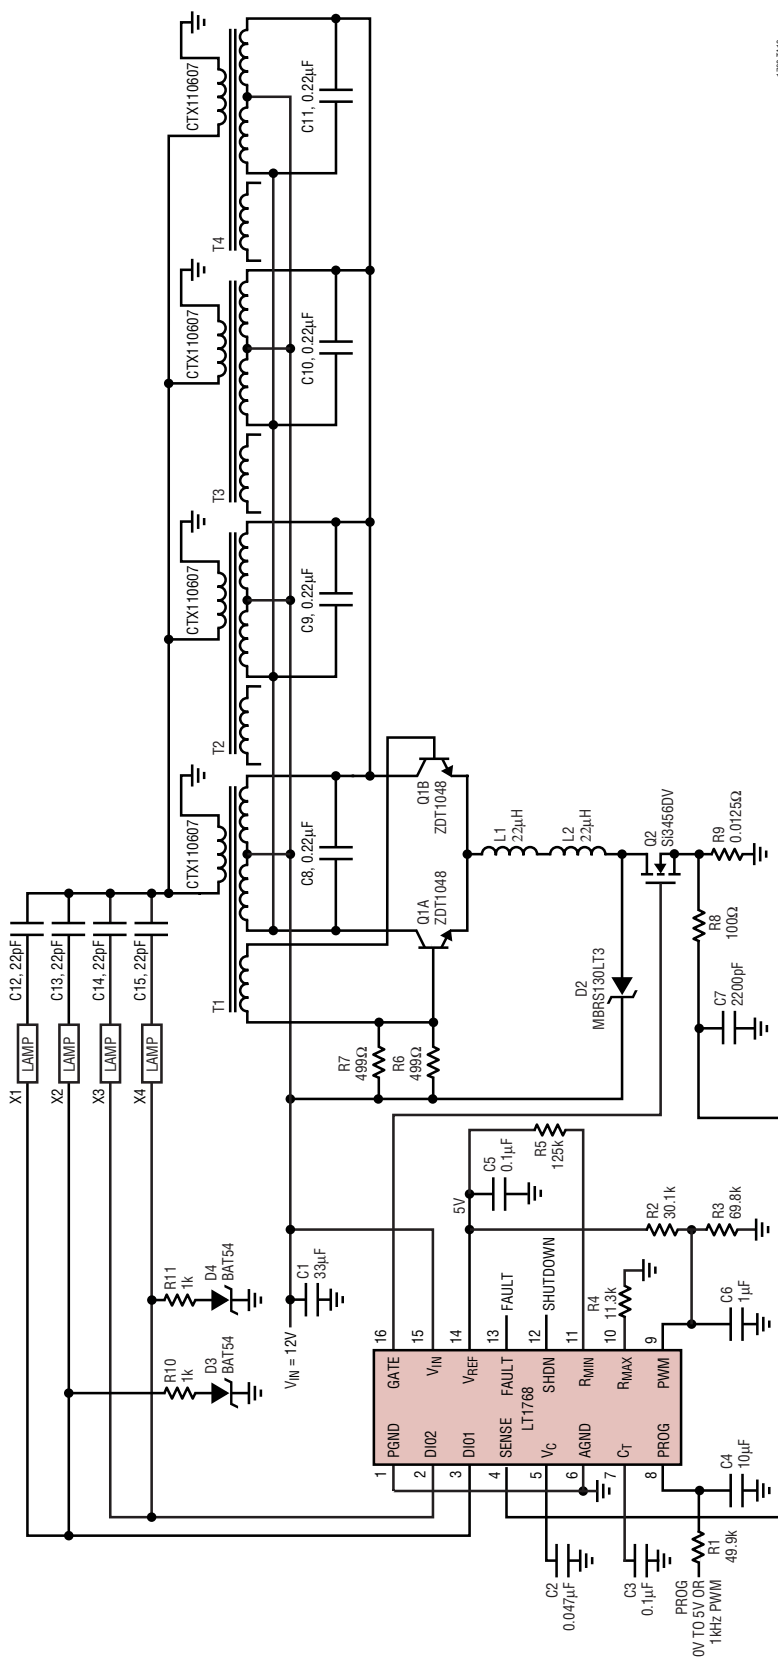 CTX110607
C11, 0.22µF
T4
CTX110607
C10, 0.22µF
T3
CTX110607
C9, 0.22µF
T2
CTX110607
C8, 0.22µF
T1
C12, 22pF
C13, 22pF
C14, 22pF
C15, 22pF
LAMP
LAMP
LAMP
LAMP
X1
X2
X3
X4
Q1B
ZDT1048
Q1A
ZDT1048
L1
22µH
L2
22µH
Q2
Si3456DV
R9
0.0125Ω
R8
100Ω
C7
2200pF
D2
MBRS130LT3
R7
499Ω
R6
499Ω
R11
1k
D4
BAT54
R10
1k
D3
BAT54
VIN = 12V
C1
33µF
5V
C5
0.1µF
R5
125k
R2
30.1k
R3
69.8k
R4
11.3k
C6
1µF
FAULT
SHUTDOWN
16
15
14
13
12
11
10
9
GATE
VIN
VREF
FAULT
SHDN
RMIN
RMAX
PWM
LT1768
PGND
DIO2
DIO1
SENSE
VC
AGND
CT
PROG
1
2
3
4
5
6
7
8
C2
0.047µF
C3
0.1µF
C4
10µF
R1
49.9k
PROG
0V TO 5V OR
1kHz PWM